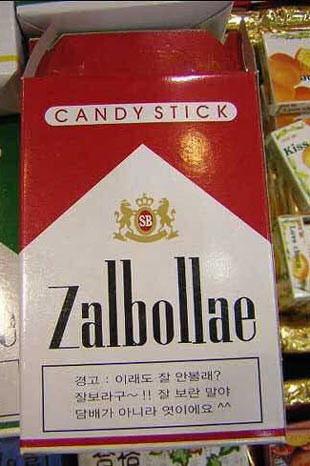 CANDY STICK
SB
Zalbollae
경고 : 이래도 잘 안볼래?
잘보라구~ !! 잘 보란 말야
담배가 아니라 엿이에요 ^^
Kiss